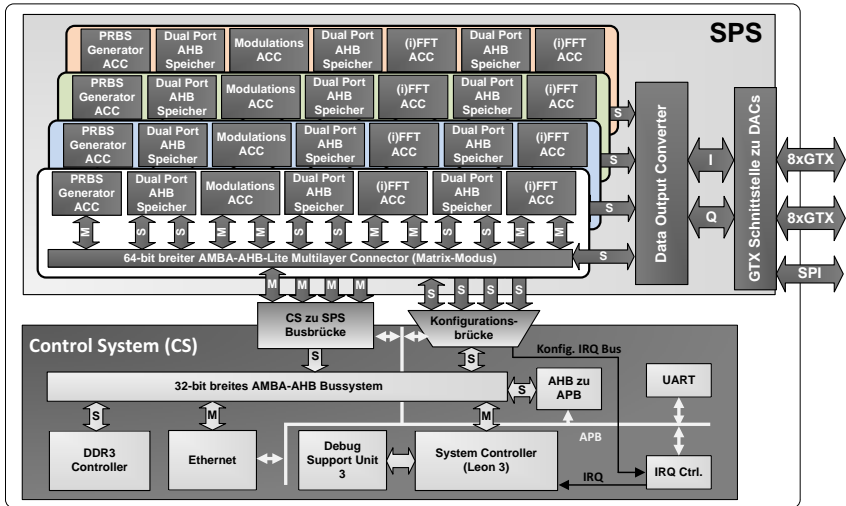 SPS
PRBS Generator ACC
Dual Port AHB Speicher
Modulations ACC
Dual Port AHB Speicher
(i)FFT ACC
Dual Port AHB Speicher
(i)FFT ACC
PRBS Generator ACC
Dual Port AHB Speicher
Modulations ACC
Dual Port AHB Speicher
(i)FFT ACC
Dual Port AHB Speicher
(i)FFT ACC
S
PRBS Generator ACC
Dual Port AHB Speicher
Modulations ACC
Dual Port AHB Speicher
(i)FFT ACC
Dual Port AHB Speicher
(i)FFT ACC
S
PRBS Generator ACC
Dual Port AHB Speicher
Modulations ACC
Dual Port AHB Speicher
(i)FFT ACC
Dual Port AHB Speicher
(i)FFT ACC
S
M S S M M S S M M S S M M
64-bit breiter AMBA-AHB-Lite Multilayer Connector (Matrix-Modus)
S
Data Output Converter
I
Q
GTX Schnittstelle zu DACs
8xGTX
8xGTX
SPI
M M M M
S S S S
CS zu SPS Busbrücke
Konfigurations-
brücke
Control System (CS)
Konfig. IRQ Bus
S
S
32-bit breites AMBA-AHB Bussystem
S
AHB zu APB
UART
S
M
M
APB
DDR3 Controller
Ethernet
Debug Support Unit 3
System Controller (Leon 3)
IRQ
IRQ Ctrl.